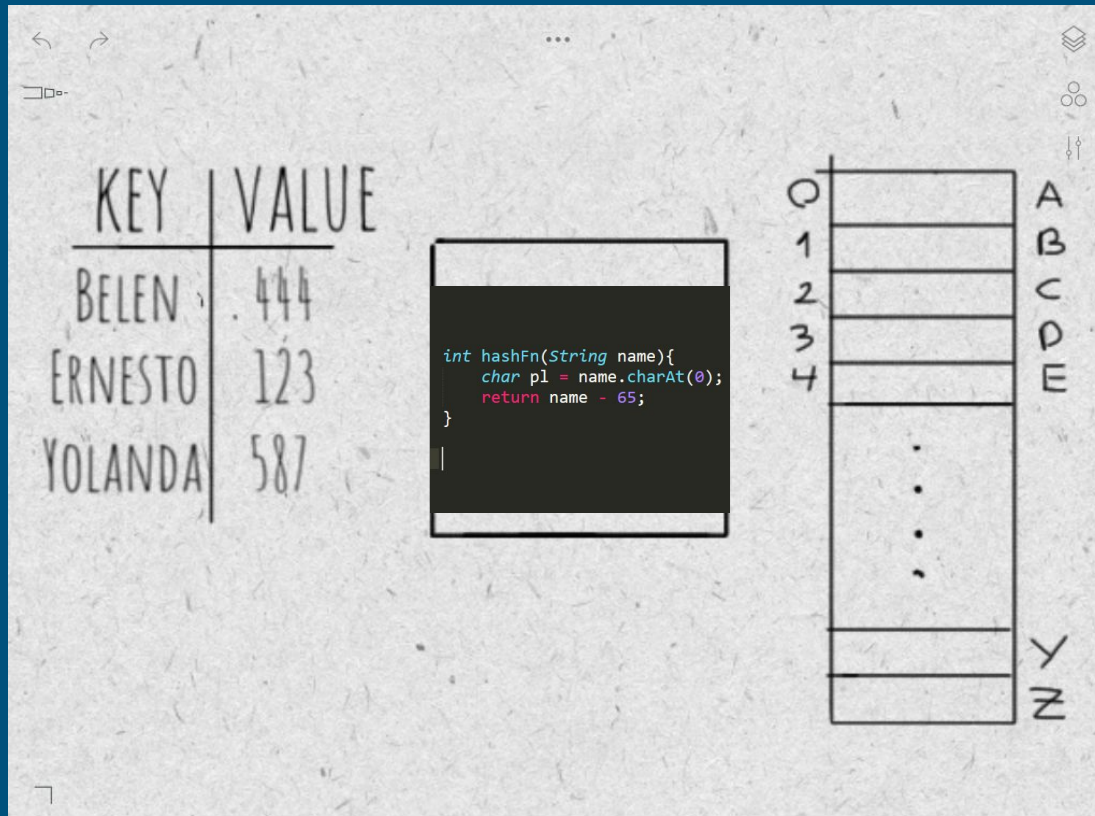 KEY VALUE
BELEN 444
ERNESTO 123
YOLANDA 587
int hashFn(String name){
char pl = name.charAt(0);
return name - 65;
}
0 A
1 B
2 C
3 D
4 E
Y
Z